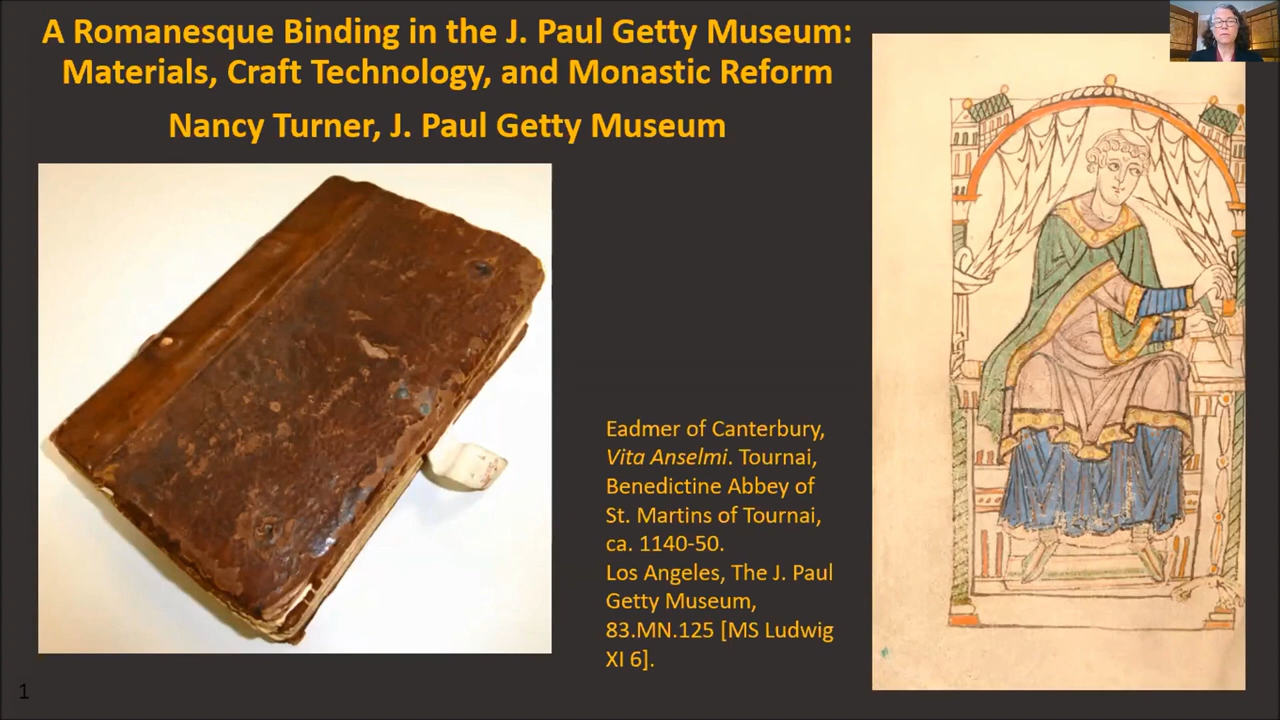 A Romanesque Binding in the J. Paul Getty Museum:
Materials, Craft Technology, and Monastic Reform
Nancy Turner, J. Paul Getty Museum
Eadmer of Canterbury,
Vita Anselmi. Tournai,
Benedictine Abbey of
St. Martins of Tournai,
ca. 1140-50.
Los Angeles, The J. Paul
Getty Museum,
83.MN.125 [MS Ludwig
XI 6].
1